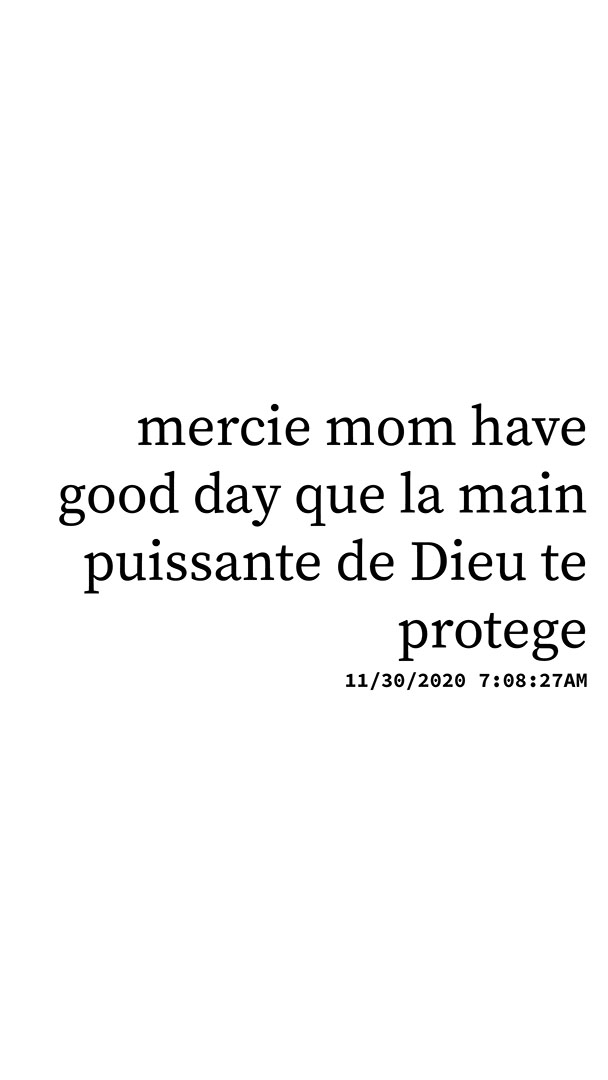 mercie mom have
good day que la main
puissante de Dieu te
protege
11/30/2020 7:08:27AM